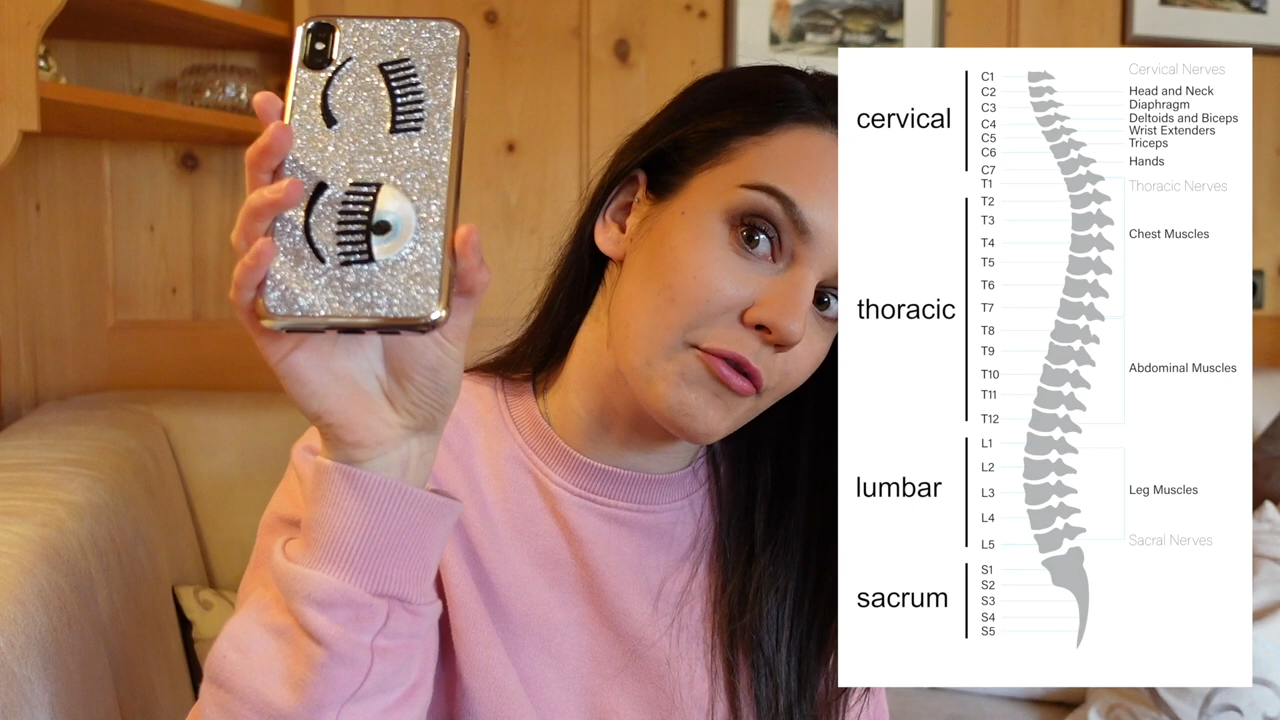 cervical
C1
C2
C3
C4
C5
C6
C7
thoracic
T1
T2
T3
T4
T5
T6
T7
T8
T9
T10
T11
T12
lumbar
L1
L2
L3
L4
L5
sacrum
S1
S2
S3
S4
S5
Cervical Nerves
Head and Neck
Diaphragm
Deltoids and Biceps
Wrist Extenders
Triceps
Hands
Thoracic Nerves
Chest Muscles
Abdominal Muscles
Leg Muscles
Sacral Nerves